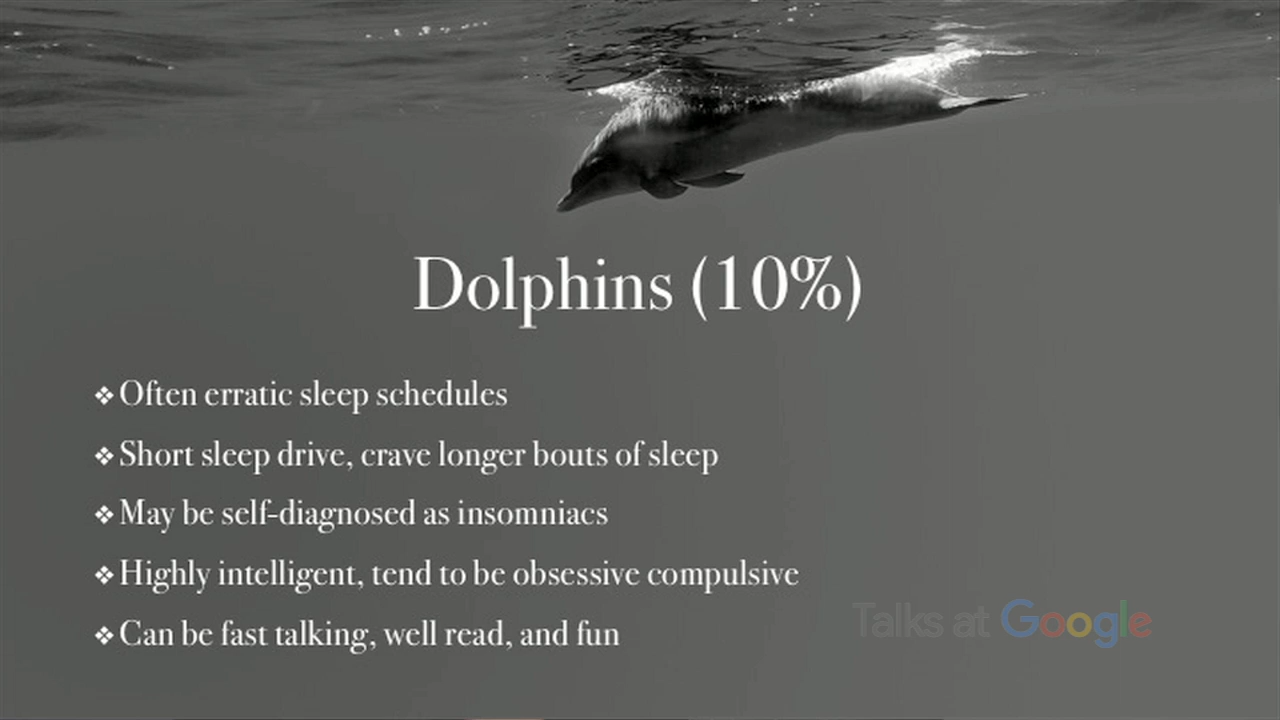 Dolphins (10%)
❖Often erratic sleep schedules
❖Short sleep drive, crave longer bouts of sleep
❖May be self-diagnosed as insomniacs
❖Highly intelligent, tend to be obsessive compulsive
❖Can be fast talking, well read, and fun
Talks at Google